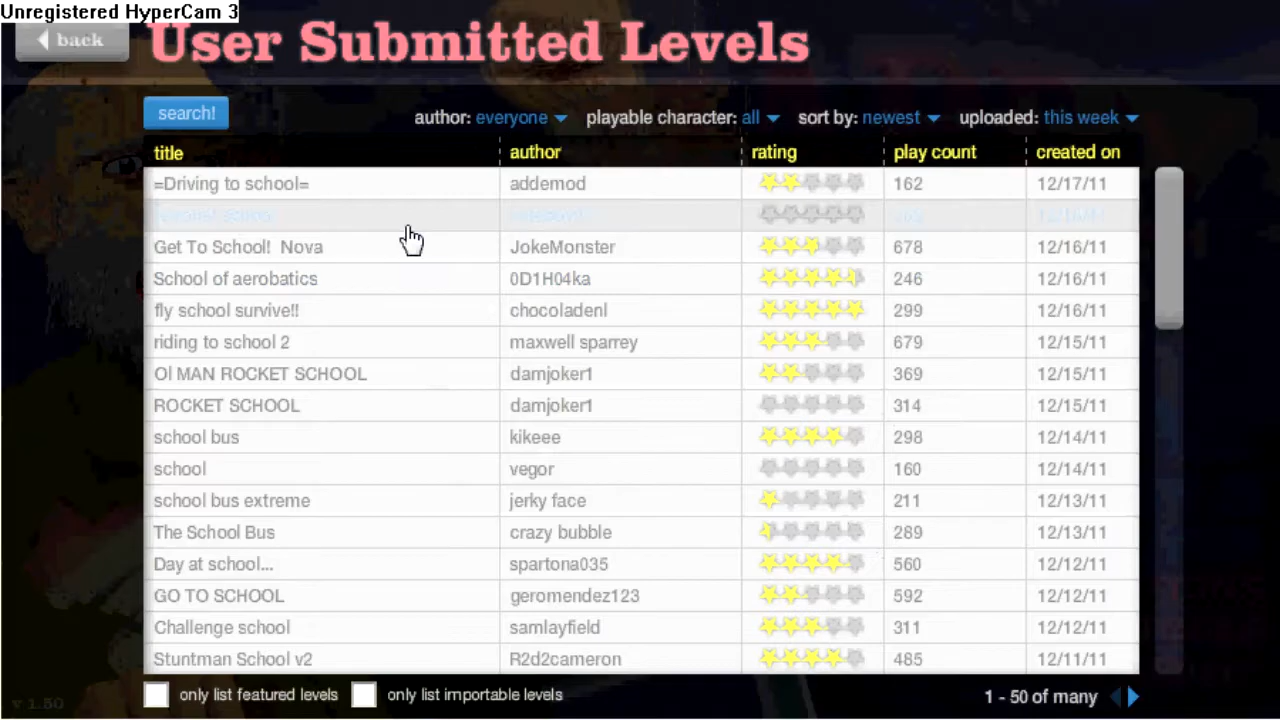 Unregistered HyperCam 3
back
User Submitted Levels
search!
author: everyone playable character: all sort by: newest uploaded: this week
title author rating play count created on
=Driving to school= addemod 162 12/17/11
Get To School! Nova JokeMonster 678 12/16/11
School of aerobatics 0D1H04ka 246 12/16/11
fly school survive!! chocoladenl 299 12/16/11
riding to school 2 maxwell sparrey 679 12/15/11
Ol MAN ROCKET SCHOOL damjoker1 369 12/15/11
ROCKET SCHOOL damjoker1 314 12/15/11
school bus kikeee 298 12/14/11
school vegor 160 12/14/11
school bus extreme jerky face 211 12/13/11
The School Bus crazy bubble 289 12/13/11
Day at school... spartona035 560 12/12/11
GO TO SCHOOL geromendez123 592 12/12/11
Challenge school samlayfield 311 12/12/11
Stuntman School v2 R2d2cameron 485 12/11/11
only list featured levels only list importable levels 1 - 50 of many
v 1.50